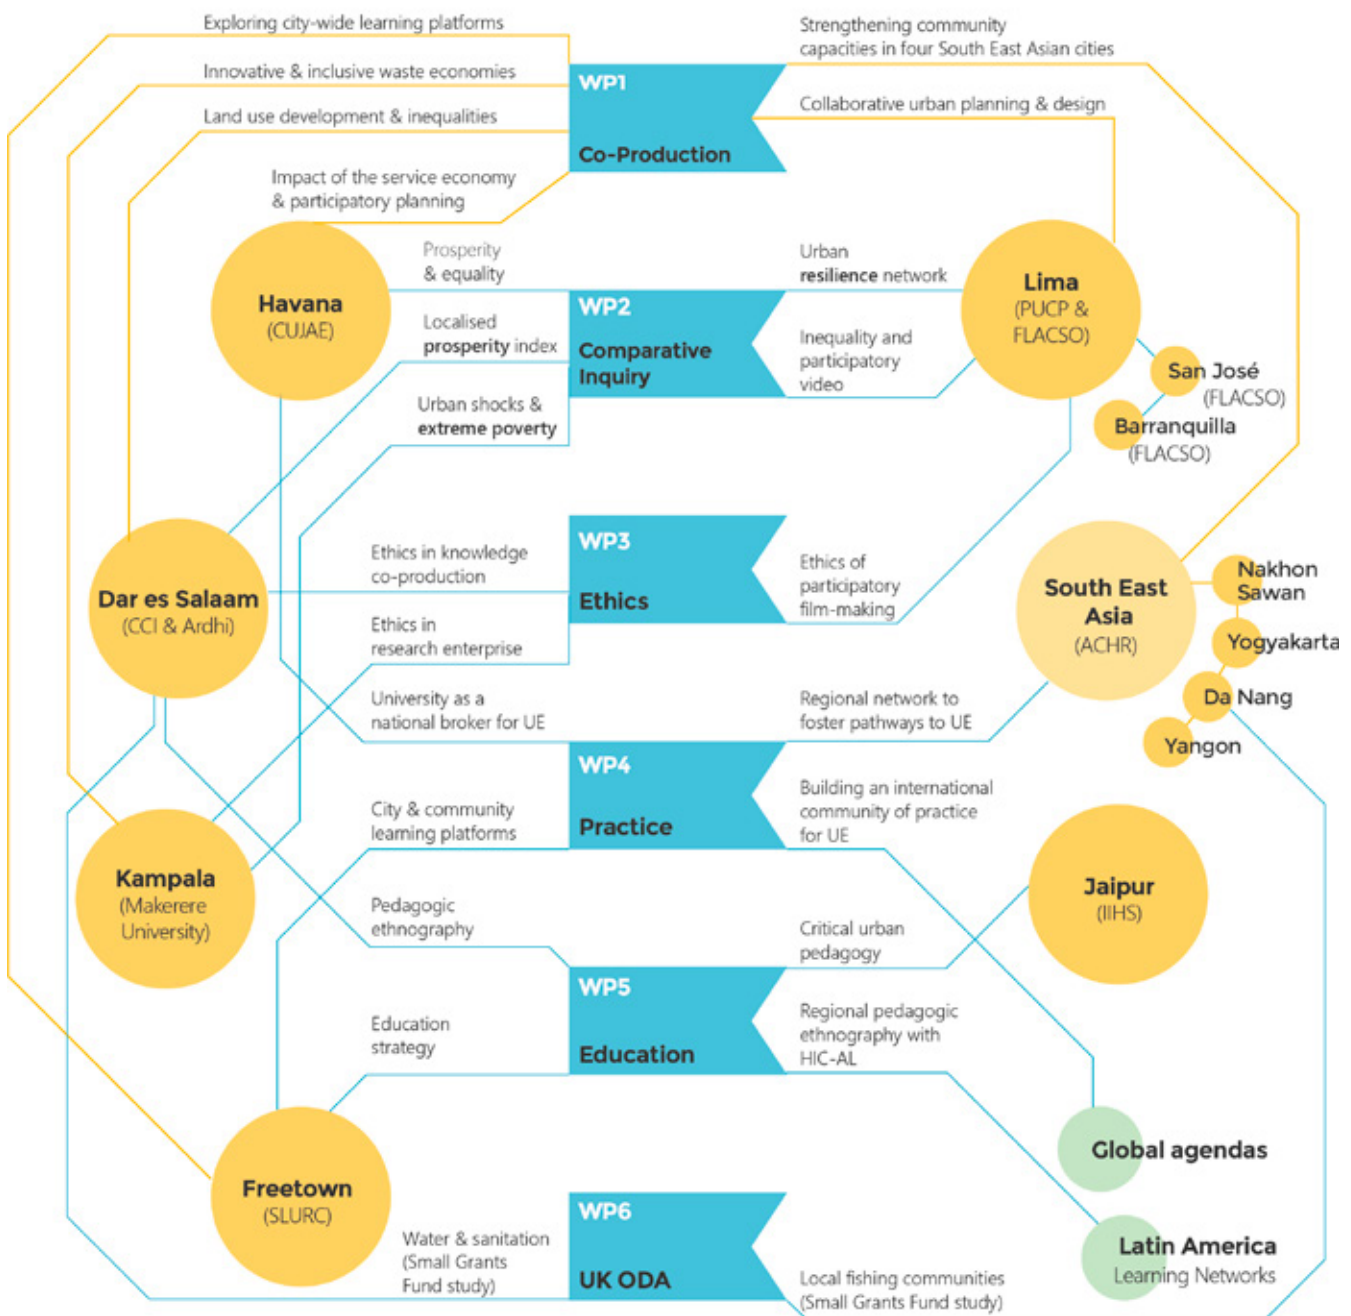 Exploring city-wide learning platforms
Innovative & inclusive waste economies
Land use development & inequalities
Impact of the service economy
& participatory planning
WP1
Co-Production
Strengthening community
capacities in four South East Asian cities
Collaborative urban planning & design
Havana
(CUJAE)
Prosperity
& equality
Localised
prosperity index
Urban shocks &
extreme poverty
WP2
Comparative
Inquiry
Urban
resilience network
Inequality and
participatory
video
Lima
(PUCP &
FLACSO)
San José
(FLACSO)
Barranquilla
(FLACSO)
Dar es Salaam
(CCI & Ardhi)
Ethics in knowledge
co-production
Ethics in
research enterprise
WP3
Ethics
Ethics of
participatory
film-making
South East
Asia
(ACHR)
Nakhon
Sawan
Yogyakarta
Da Nang
Yangon
University as a
national broker for UE
City & community
learning platforms
WP4
Practice
Regional network to
foster pathways to UE
Building an international
community of practice
for UE
Kampala
(Makerere
University)
Jaipur
(IIHS)
Pedagogic
ethnography
Education
strategy
WP5
Education
Critical urban
pedagogy
Regional pedagogic
ethnography with
HIC-AL
Freetown
(SLURC)
Global agendas
Latin America
Learning Networks
Water & sanitation
(Small Grants
Fund study)
WP6
UK ODA
Local fishing communities
(Small Grants Fund study)